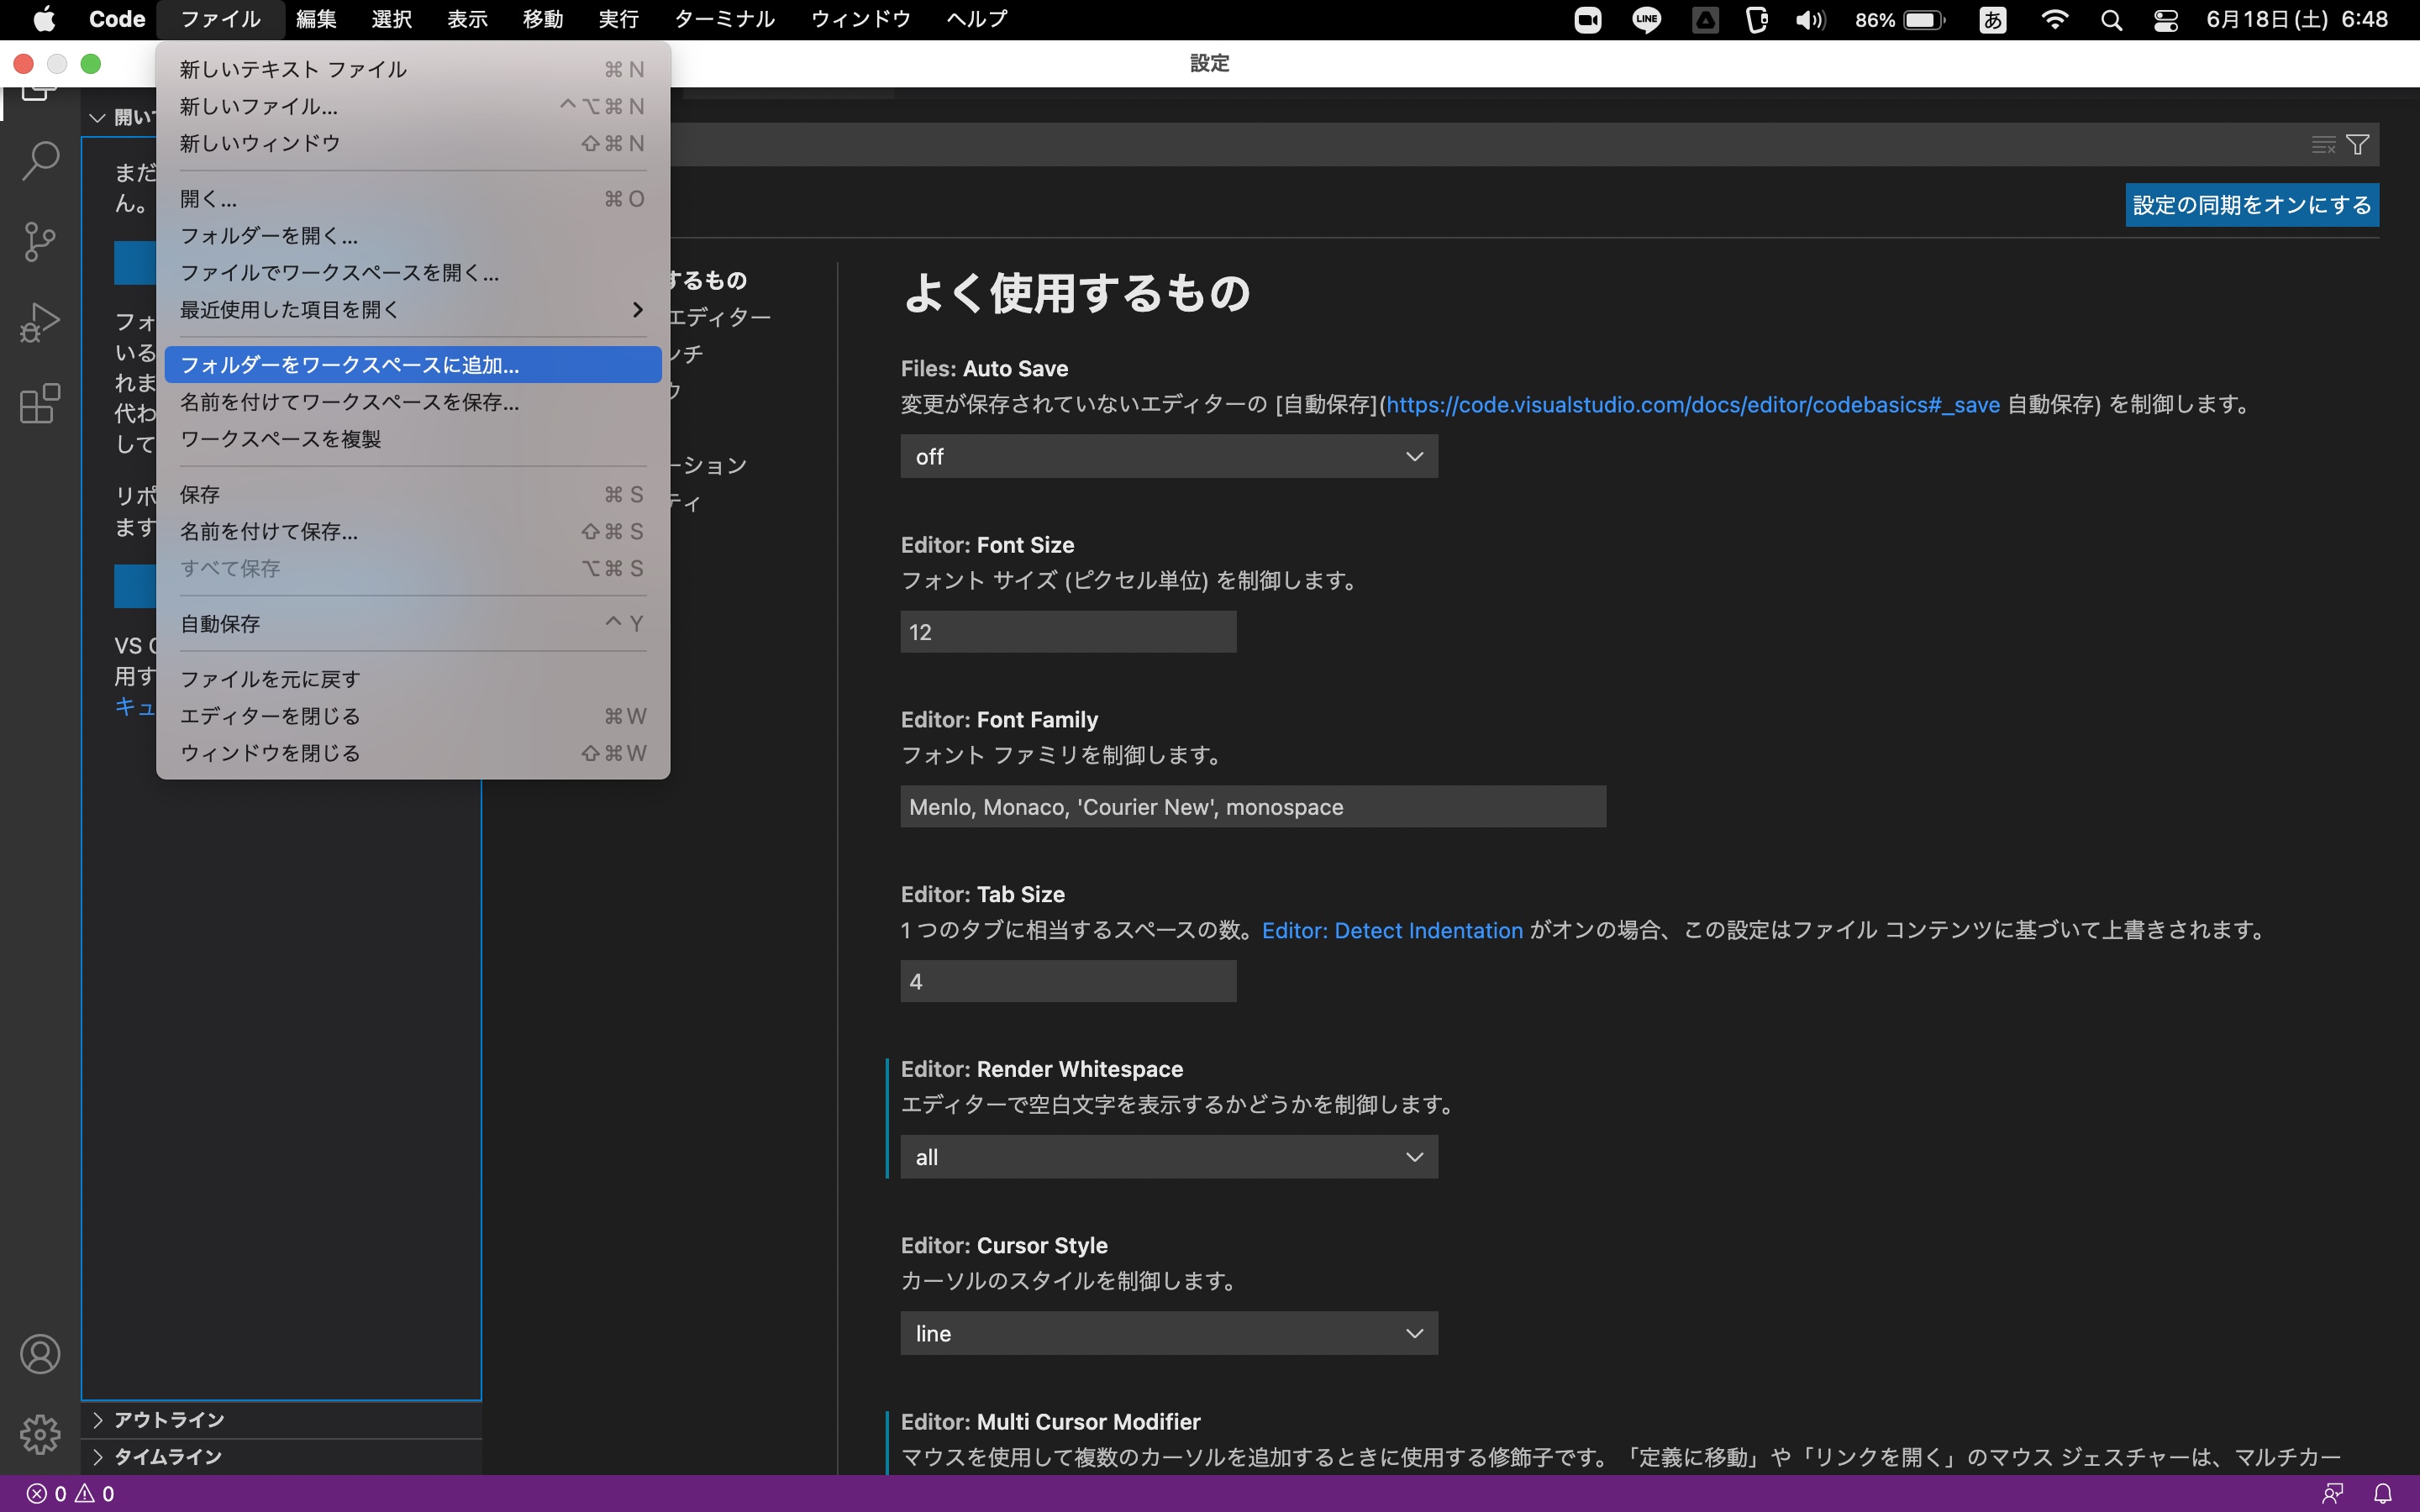 Code ファイル 編集 選択 表示 移動 実行 ターミナル ウィンドウ ヘルプ LINE 86% あ 6月18日(土) 6:48
設定
新しいテキスト ファイル ⌘ N
新しいファイル... ^⌥⌘ N
新しいウィンドウ ⇧⌘ N
開く... ⌘ O
フォルダーを開く...
ファイルでワークスペースを開く...
最近使用した項目を開く
フォルダーをワークスペースに追加...
名前を付けてワークスペースを保存...
ワークスペースを複製
保存 ⌘ S
名前を付けて保存... ⇧⌘ S
すべて保存 ⌥⌘ S
自動保存 ^ Y
ファイルを元に戻す
エディターを閉じる ⌘W
ウィンドウを閉じる ⇧⌘W
開い
まだ
ん。
フォ
いる
れま
代わ
して
リポ
ます
VS
用す
キュ
アウトライン
タイムライン
するもの
エディター
ンチ
ウ
ーション
ティ
設定の同期をオンにする
よく使用するもの
Files: Auto Save
変更が保存されていないエディターの [自動保存](https://code.visualstudio.com/docs/editor/codebasics#_save 自動保存) を制御します。
off
Editor: Font Size
フォント サイズ (ピクセル単位) を制御します。
12
Editor: Font Family
フォント ファミリを制御します。
Menlo, Monaco, 'Courier New', monospace
Editor: Tab Size
1 つのタブに相当するスペースの数。Editor: Detect Indentation がオンの場合、この設定はファイル コンテンツに基づいて上書きされます。
4
Editor: Render Whitespace
エディターで空白文字を表示するかどうかを制御します。
all
Editor: Cursor Style
カーソルのスタイルを制御します。
line
Editor: Multi Cursor Modifier
マウスを使用して複数のカーソルを追加するときに使用する修飾子です。「定義に移動」や「リンクを開く」のマウス ジェスチャーは、マルチカー
0 0